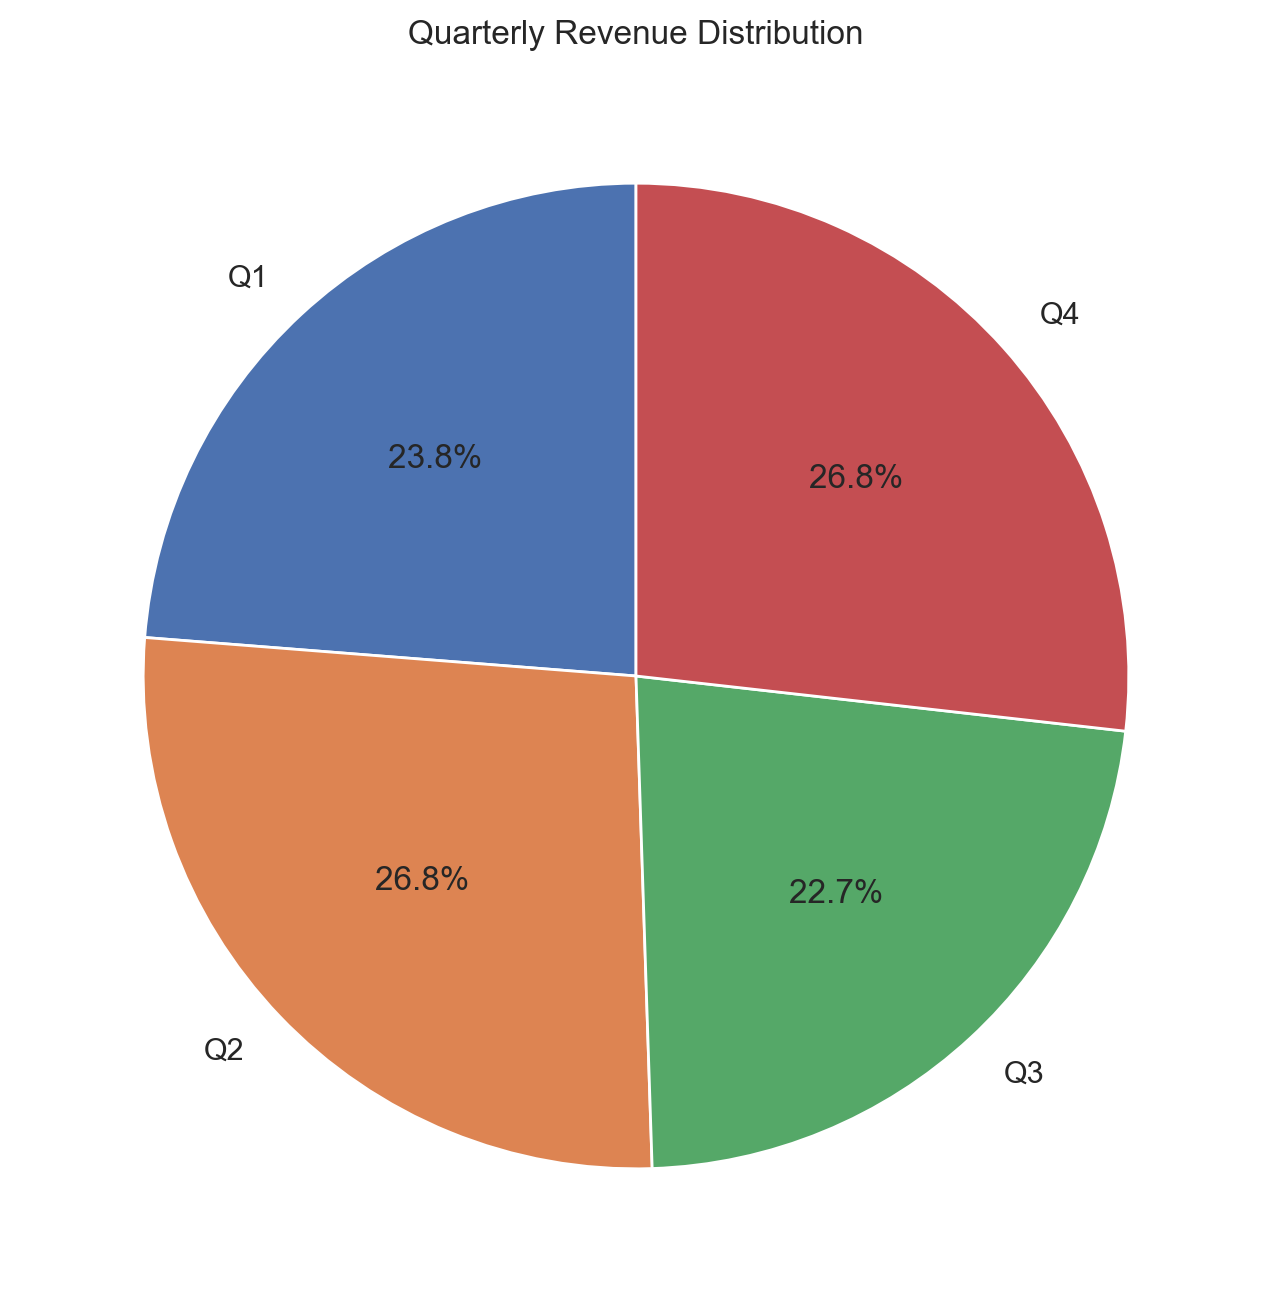 Quarterly Revenue Distribution
Q1
Q4
23.8%
26.8%
26.8%
22.7%
Q2
Q3